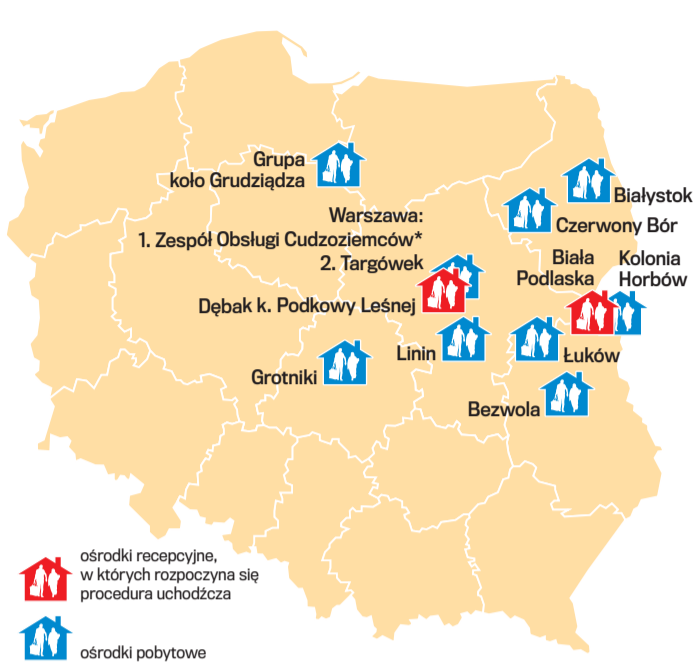 Grupa
koło Grudziądza
Białystok
Czerwony Bór
Warszawa:
1. Zespół Obsługi Cudzoziemców*
2. Targówek
Biała
Podlaska
Kolonia
Horbów
Dębak k. Podkowy Leśnej
Linin
Łuków
Grotniki
Bezwola
ośrodki recepcyjne,
w których rozpoczyna się
procedura uchodźcza
ośrodki pobytowe